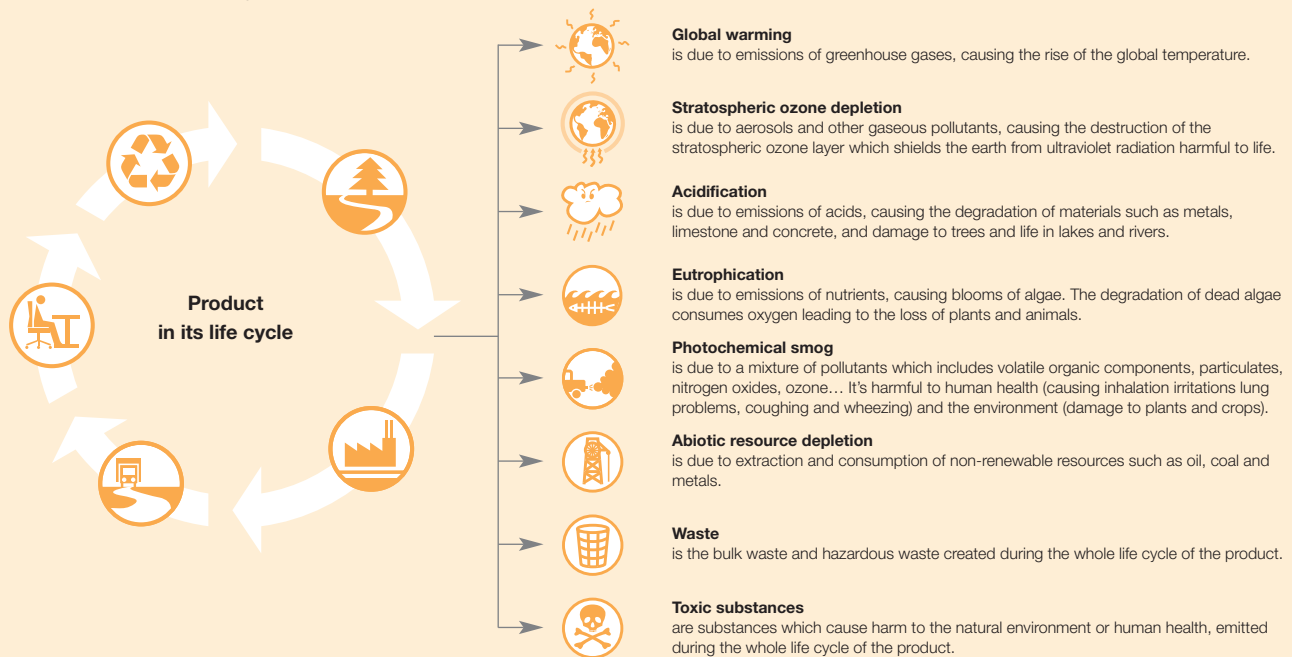 Product
in its life cycle
Global warming
is due to emissions of greenhouse gases, causing the rise of the global temperature.
Stratospheric ozone depletion
is due to aerosols and other gaseous pollutants, causing the destruction of the
stratospheric ozone layer which shields the earth from ultraviolet radiation harmful to life.
Acidification
is due to emissions of acids, causing the degradation of materials such as metals,
limestone and concrete, and damage to trees and life in lakes and rivers.
Eutrophication
is due to emissions of nutrients, causing blooms of algae. The degradation of dead algae
consumes oxygen leading to the loss of plants and animals.
Photochemical smog
is due to a mixture of pollutants which includes volatile organic components, particulates,
nitrogen oxides, ozone… It’s harmful to human health (causing inhalation irritations lung
problems, coughing and wheezing) and the environment (damage to plants and crops).
Abiotic resource depletion
is due to extraction and consumption of non-renewable resources such as oil, coal and
metals.
Waste
is the bulk waste and hazardous waste created during the whole life cycle of the product.
Toxic substances
are substances which cause harm to the natural environment or human health, emitted
during the whole life cycle of the product.